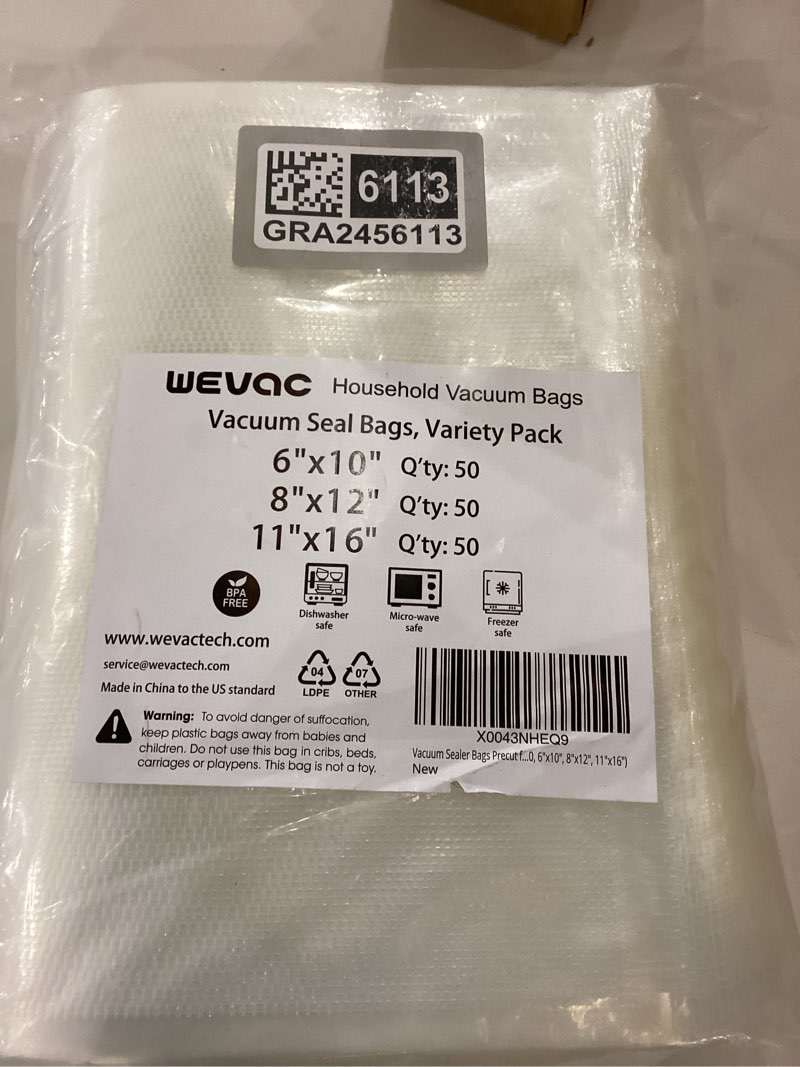 6113
GRA2456113
WEVAC Household Vacuum Bags
Vacuum Seal Bags, Variety Pack
6"x10" Q'ty: 50
8"x12" Q'ty: 50
11"x16" Q'ty: 50
BPA
FREE
Dishwasher
safe
Micro-wave
safe
Freezer
safe
www.wevactech.com
service@wevactech.com
Made in China to the US standard
04
LDPE
07
OTHER
Warning: To avoid danger of suffocation,
keep plastic bags away from babies and
children. Do not use this bag in cribs, beds,
carriages or playpens. This bag is not a toy.
X0043NHEQ9
Vacuum Sealer Bags Precut f...0, 6"x10", 8"x12", 11"x16")
New